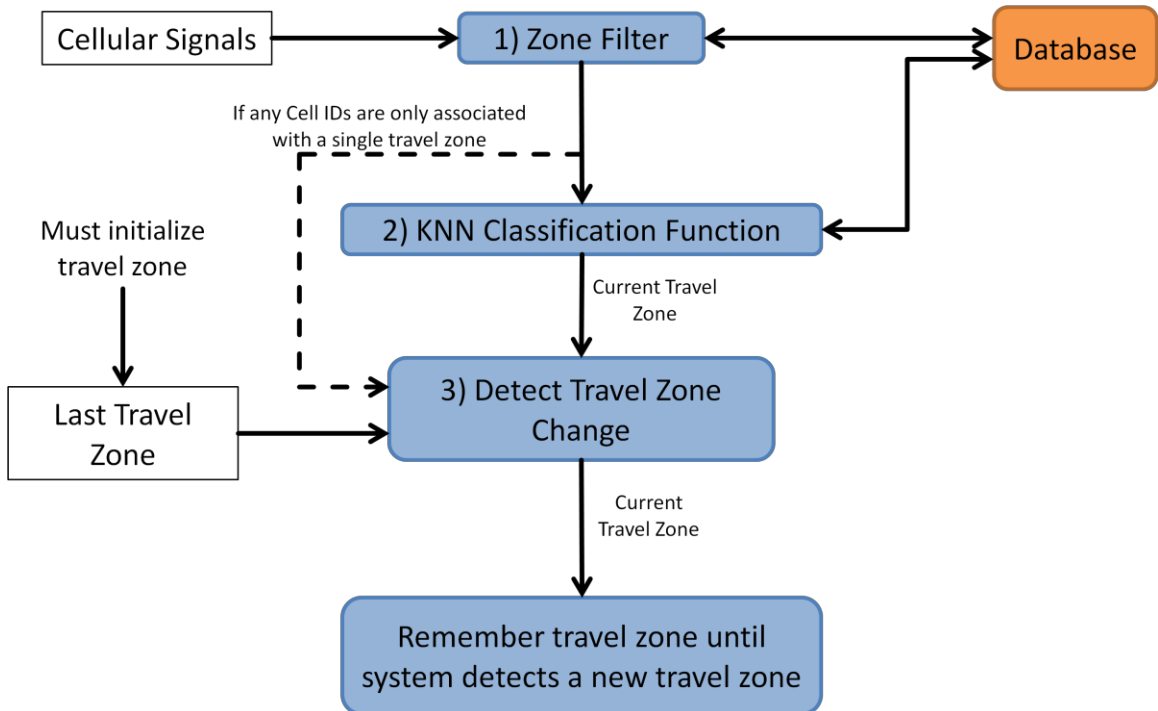 Cellular Signals
1) Zone Filter
Database
If any Cell IDs are only associated
with a single travel zone
2) KNN Classification Function
Must initialize
travel zone
Current Travel
Zone
3) Detect Travel Zone
Change
Last Travel
Zone
Current
Travel Zone
Remember travel zone until
system detects a new travel zone